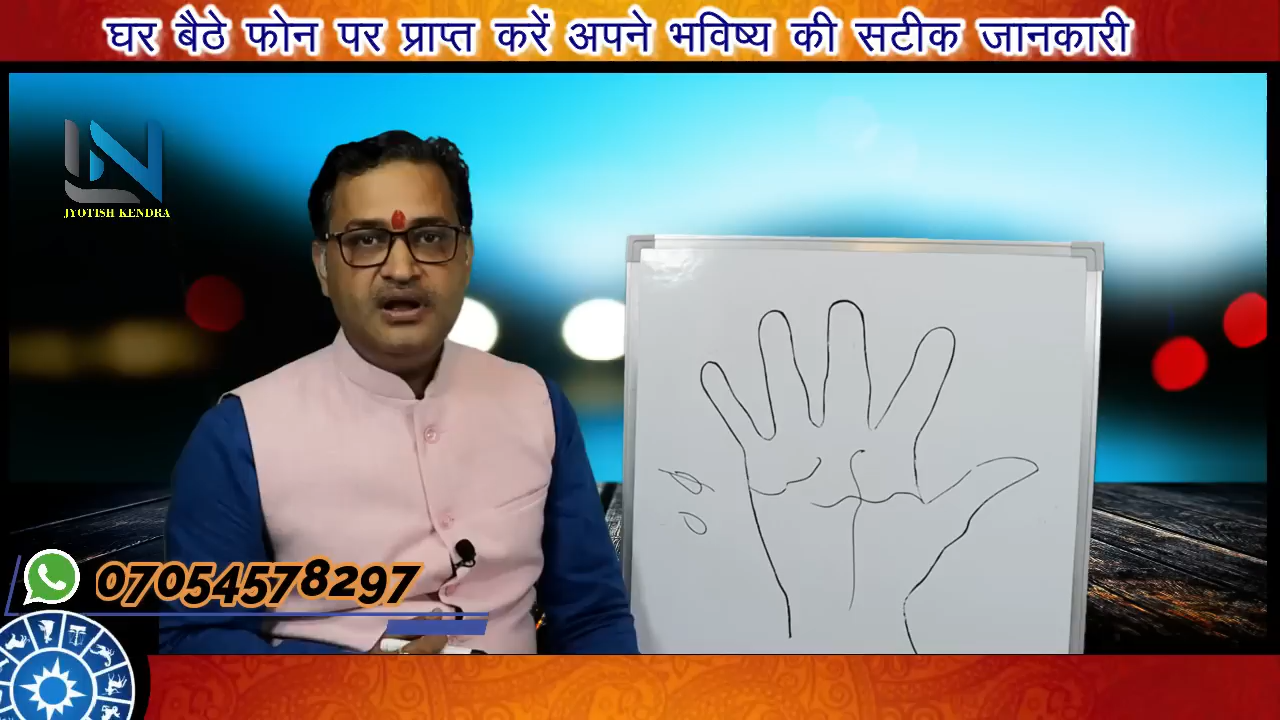 घर बैठे फोन पर प्राप्त करें अपने भविष्य की सटीक जानकारी
JYOTISH KENDRA
07054578297